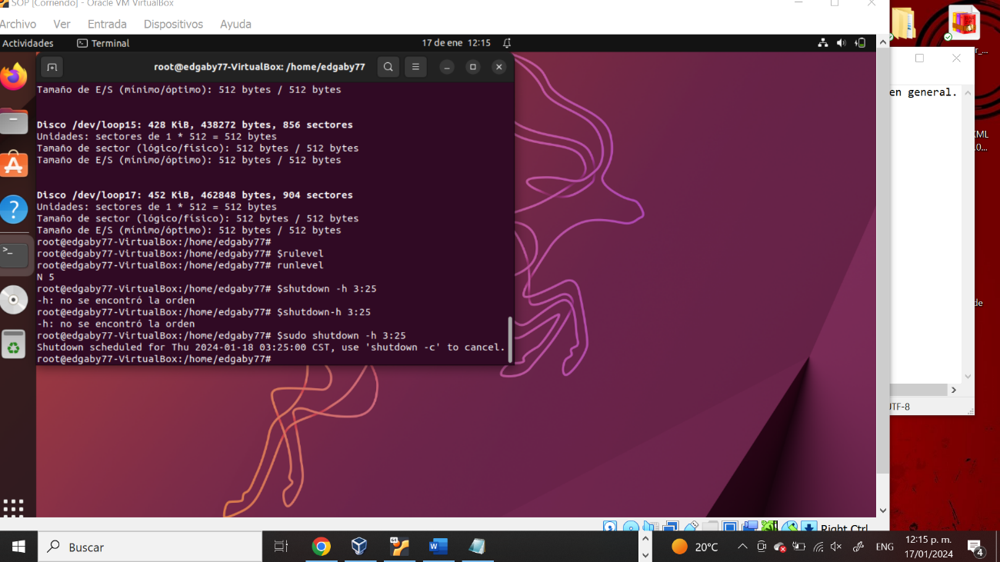 SOP [Corriendo] - Oracle VM VirtualBox
Archivo Ver Entrada Dispositivos Ayuda
Actividades Terminal 17 de ene 12:15
root@edgaby77-VirtualBox: /home/edgaby77
Tamaño de E/S (mínimo/óptimo): 512 bytes / 512 bytes
Disco /dev/loop15: 428 KiB, 438272 bytes, 856 sectores
Unidades: sectores de 1 * 512 = 512 bytes
Tamaño de sector (lógico/físico): 512 bytes / 512 bytes
Tamaño de E/S (mínimo/óptimo): 512 bytes / 512 bytes
Disco /dev/loop17: 452 KiB, 462848 bytes, 904 sectores
Unidades: sectores de 1 * 512 = 512 bytes
Tamaño de sector (lógico/físico): 512 bytes / 512 bytes
Tamaño de E/S (mínimo/óptimo): 512 bytes / 512 bytes
root@edgaby77-VirtualBox:/home/edgaby77#
root@edgaby77-VirtualBox:/home/edgaby77# $rulevel
root@edgaby77-VirtualBox:/home/edgaby77# runlevel
N 5
root@edgaby77-VirtualBox:/home/edgaby77# $shutdown -h 3:25
-h: no se encontró la orden
root@edgaby77-VirtualBox:/home/edgaby77# $shutdown-h 3:25
-h: no se encontró la orden
root@edgaby77-VirtualBox:/home/edgaby77# $sudo shutdown -h 3:25
Shutdown scheduled for Thu 2024-01-18 03:25:00 CST, use 'shutdown -c' to cancel.
root@edgaby77-VirtualBox:/home/edgaby77#
en general.
r_...
XML
0...
de
UTF-8
Right Ctrl
Buscar
20°C
ENG
12:15 p. m.
17/01/2024
4